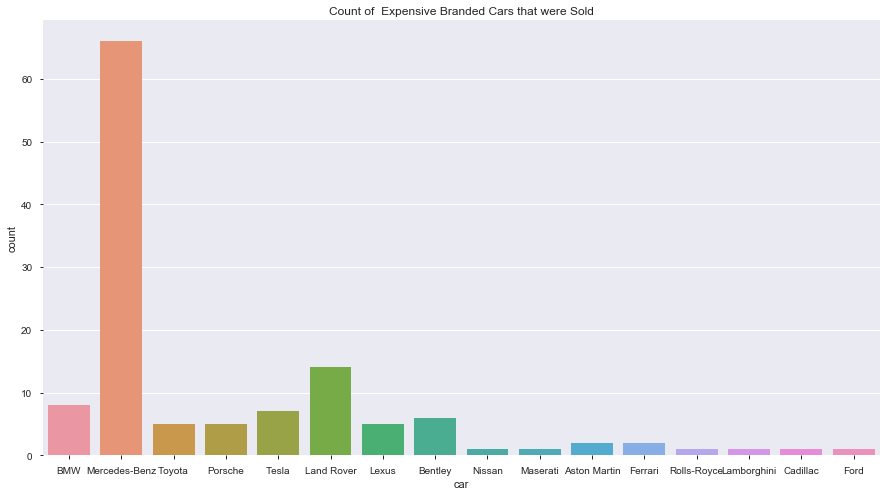 Count of  Expensive Branded Cars that were Sold
60
50
40
30
20
10
0
count
BMW Mercedes-Benz Toyota Porsche Tesla Land Rover Lexus Bentley Nissan Maserati Aston Martin Ferrari Rolls-Royce Lamborghini Cadillac Ford
car